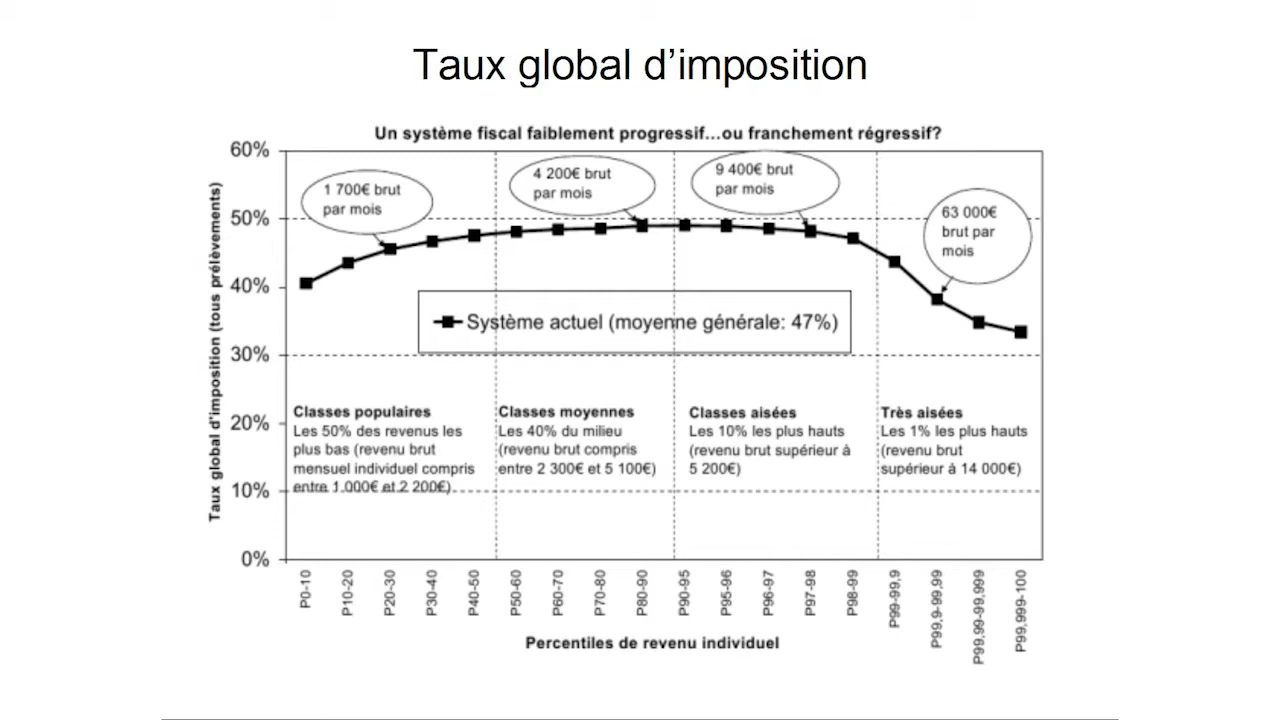 Taux global d’imposition
Un système fiscal faiblement progressif…ou franchement régressif?
Taux global d'imposition (tous prélèvements)
60%
50%
40%
30%
20%
10%
0%
1 700€ brut
par mois
4 200€ brut
par mois
9 400€ brut
par mois
63 000€
brut par
mois
Système actuel (moyenne générale: 47%)
Classes populaires
Les 50% des revenus les
plus bas (revenu brut
mensuel individuel compris
entre 1 000€ et 2 200€)
Classes moyennes
Les 40% du milieu
(revenu brut compris
entre 2 300€ et 5 100€)
Classes aisées
Les 10% les plus hauts
(revenu brut supérieur à
5 200€)
Très aisées
Les 1% les plus hauts
(revenu brut
supérieur à 14 000€)
P0-10
P10-20
P20-30
P30-40
P40-50
P50-60
P60-70
P70-80
P80-90
P90-95
P95-96
P96-97
P97-98
P98-99
P99-99,9
P99,9-99,99
P99,99-99,999
P99,999-100
Percentiles de revenu individuel